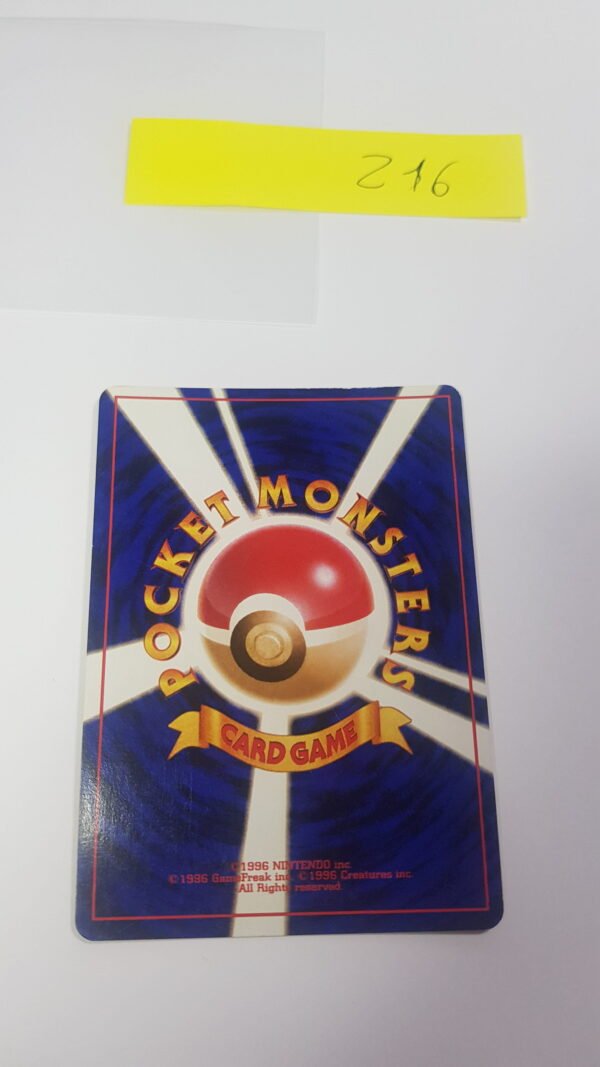 216
POCKET MONSTERS
CARD GAME
©1996 NINTENDO inc.
©1996 GameFreak inc. ©1996 Creatures inc.
All Rights reserved.